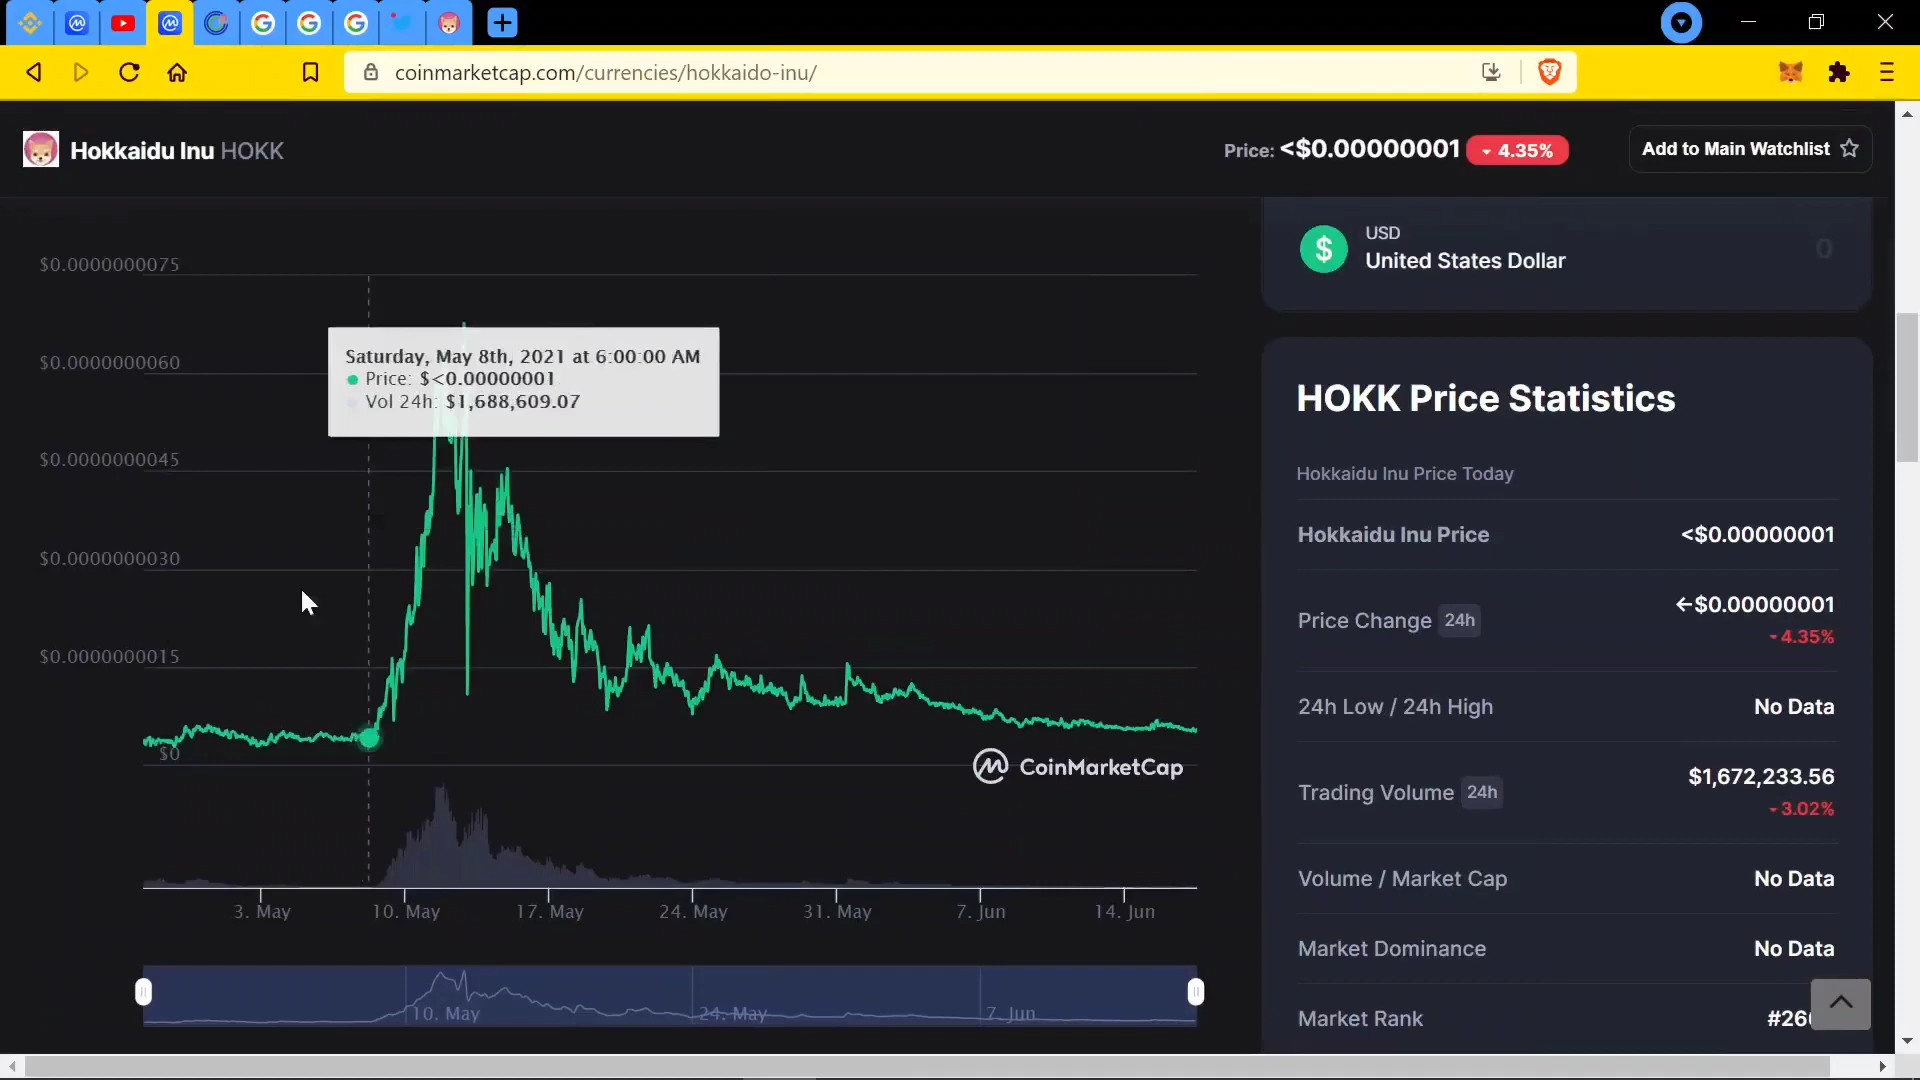 coinmarketcap.com/currencies/hokkaido-inu/
Hokkaidu Inu HOKK
Price: <$0.00000001 4.35%
Add to Main Watchlist
USD
United States Dollar
0
$0.0000000075
$0.0000000060
$0.0000000045
$0.0000000030
$0.0000000015
$0
Saturday, May 8th, 2021 at 6:00:00 AM
Price: $<0.00000001
Vol 24h: $1,688,609.07
CoinMarketCap
3. May 10. May 17. May 24. May 31. May 7. Jun 14. Jun
10. May 24. May 7. Jun
HOKK Price Statistics
Hokkaidu Inu Price Today
Hokkaidu Inu Price <$0.00000001
Price Change 24h <-$0.00000001
4.35%
24h Low / 24h High No Data
Trading Volume 24h $1,672,233.56
3.02%
Volume / Market Cap No Data
Market Dominance No Data
Market Rank